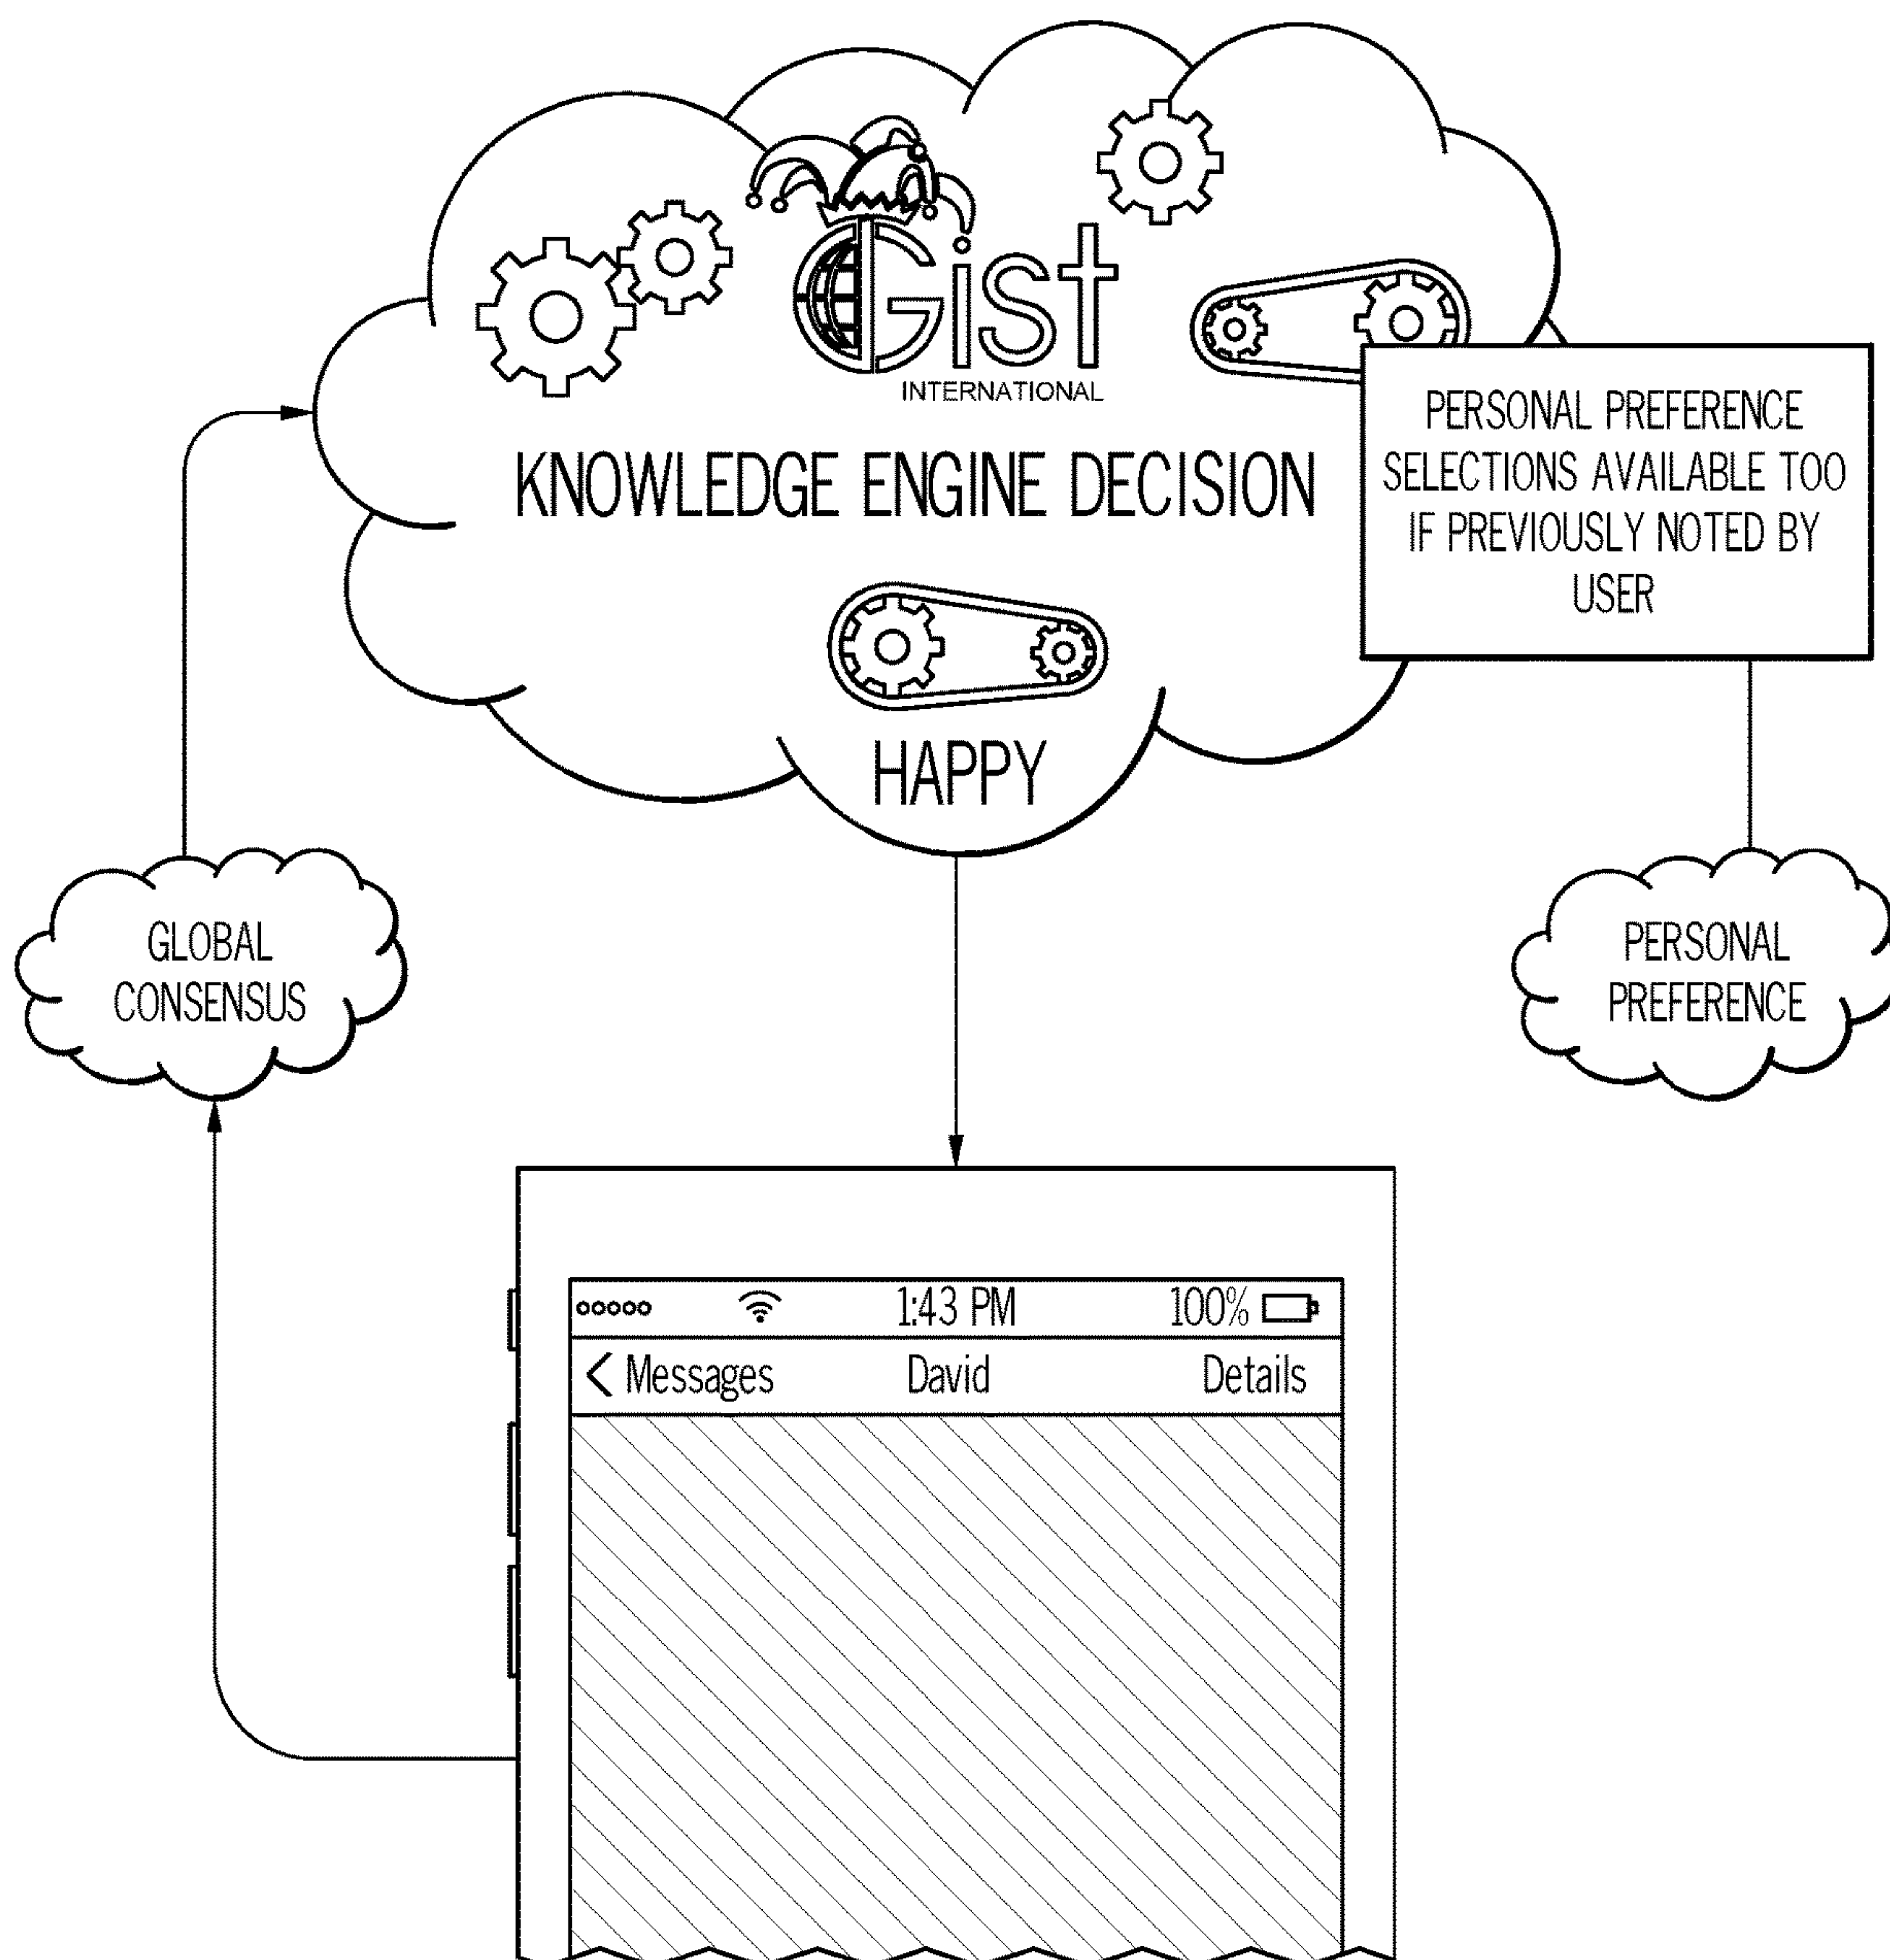 Gist
INTERNATIONAL
KNOWLEDGE ENGINE DECISION
PERSONAL PREFERENCE
SELECTIONS AVAILABLE TOO
IF PREVIOUSLY NOTED BY
USER
HAPPY
GLOBAL
CONSENSUS
PERSONAL
PREFERENCE
1:43 PM 100%
< Messages David Details